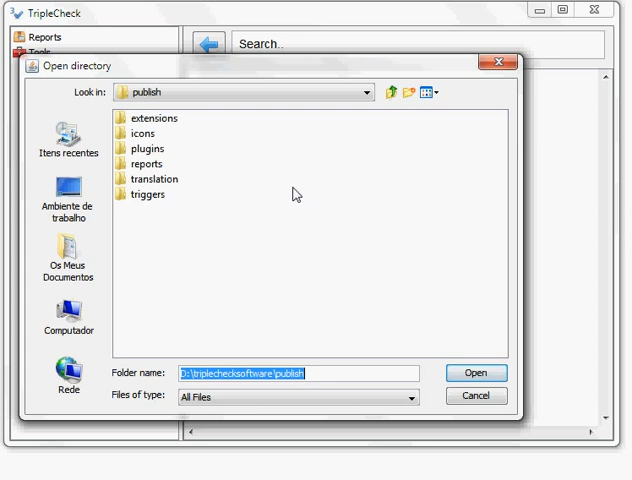 TripleCheck
Reports
Tools
Search..
Open directory
Look in:
publish
extensions
icons
plugins
reports
translation
triggers
Itens recentes
Ambiente de
trabalho
Os Meus
Documentos
Computador
Rede
Folder name:
D:\triplechecksoftware\publish
Open
Files of type:
All Files
Cancel